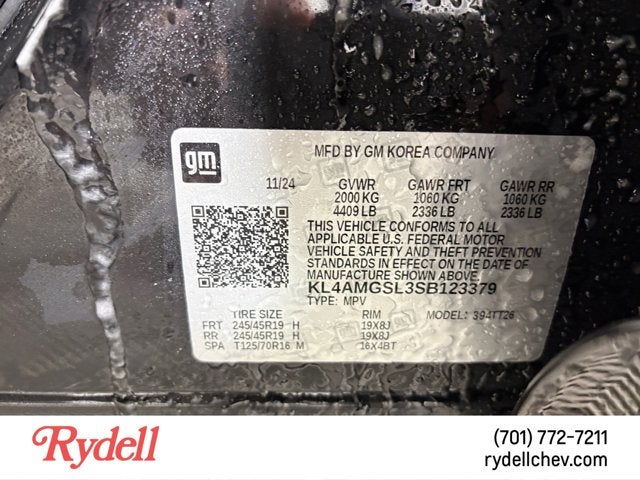 gm
MFD BY GM KOREA COMPANY
11/24 GVWR GAWR FRT GAWR RR
2000 KG 1060 KG 1060 KG
4409 LB 2336 LB 2336 LB
THIS VEHICLE CONFORMS TO ALL
APPLICABLE U.S. FEDERAL MOTOR
VEHICLE SAFETY AND THEFT PREVENTION
STANDARDS IN EFFECT ON THE DATE OF
MANUFACTURE SHOWN ABOVE
KL4AMGSL3SB123379
TYPE: MPV
TIRE SIZE RIM MODEL: 394TT26
FRT 245/45R19 H 19X8J
RR 245/45R19 H 19X8J
SPA T125/70R16 M 16X4BT
Rydell
(701) 772-7211
rydellchev.com